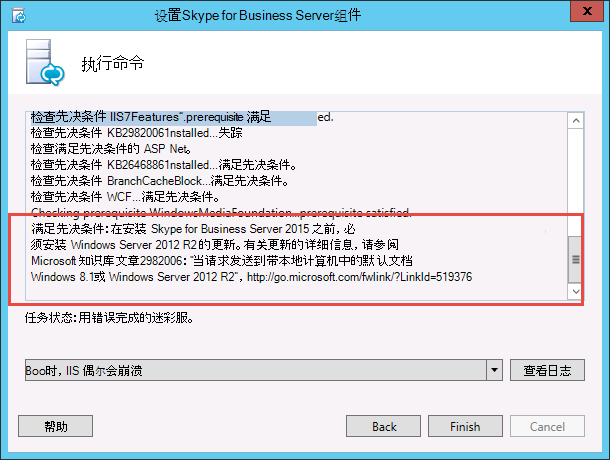 设置Skype for Business Server组件
执行命令
检查先决条件 IIS7Features".prerequisite 满足 ed.
检查先决条件 KB29820061nstalled...失踪
检查满足先决条件的 ASP Net。
检查先决条件 KB26468861nstalled...满足先决条件。
检查先决条件 BranchCacheBlock...满足先决条件。
检查先决条件 WCF...满足先决条件。
Checking prerequisite WindowsMediaFoundation...prerequisite satisfied.
满足先决条件:在安装 Skype for Business Server 2015 之前,必
须安装 Windows Server 2012 R2的更新。有关更新的详细信息,请参阅
Microsoft 知识库文章2982006:"当请求发送到带本地计算机中的默认文档
Windows 8.1或 Windows Server 2012 R2", http://go.microsoft.com/fwlink/?LinkId=519376
任务状态:用错误完成的迷彩服。
Boo时, IIS 偶尔会崩溃
查看日志
帮助
Back
Finish
Cancel